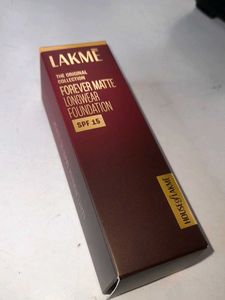 LAKMĒ
THE ORIGINAL
COLLECTION
FOREVER MATTE
LONGWEAR
FOUNDATION
SPF 15
HOUSE of LAKMĒ